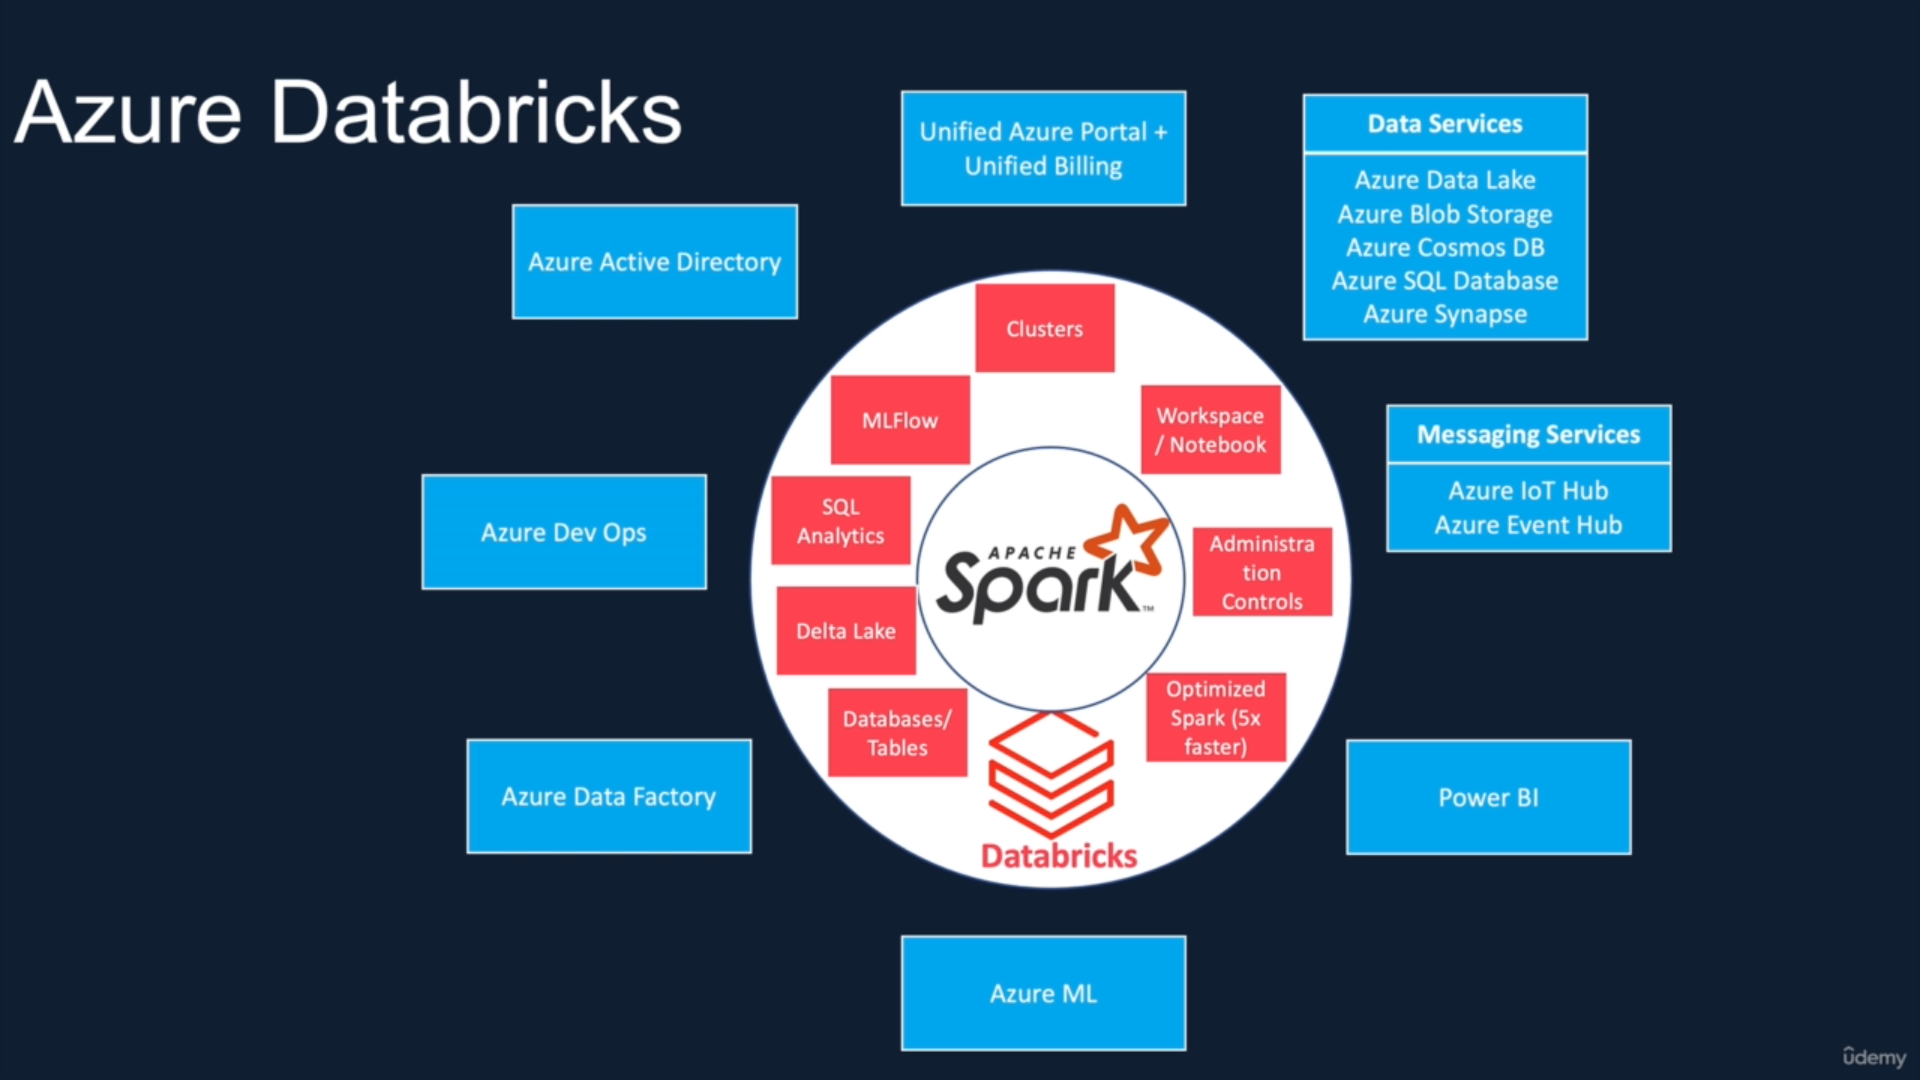 Azure Databricks
Unified Azure Portal +
Unified Billing
Data Services
Azure Data Lake
Azure Blob Storage
Azure Cosmos DB
Azure SQL Database
Azure Synapse
Azure Active Directory
Clusters
MLFlow
Workspace
/ Notebook
Messaging Services
Azure IoT Hub
Azure Event Hub
Azure Dev Ops
SQL
Analytics
APACHE
Spark™
Administra
tion
Controls
Delta Lake
Databases/
Tables
Optimized
Spark (5x
faster)
Databricks
Azure Data Factory
Power BI
Azure ML
ûdemy